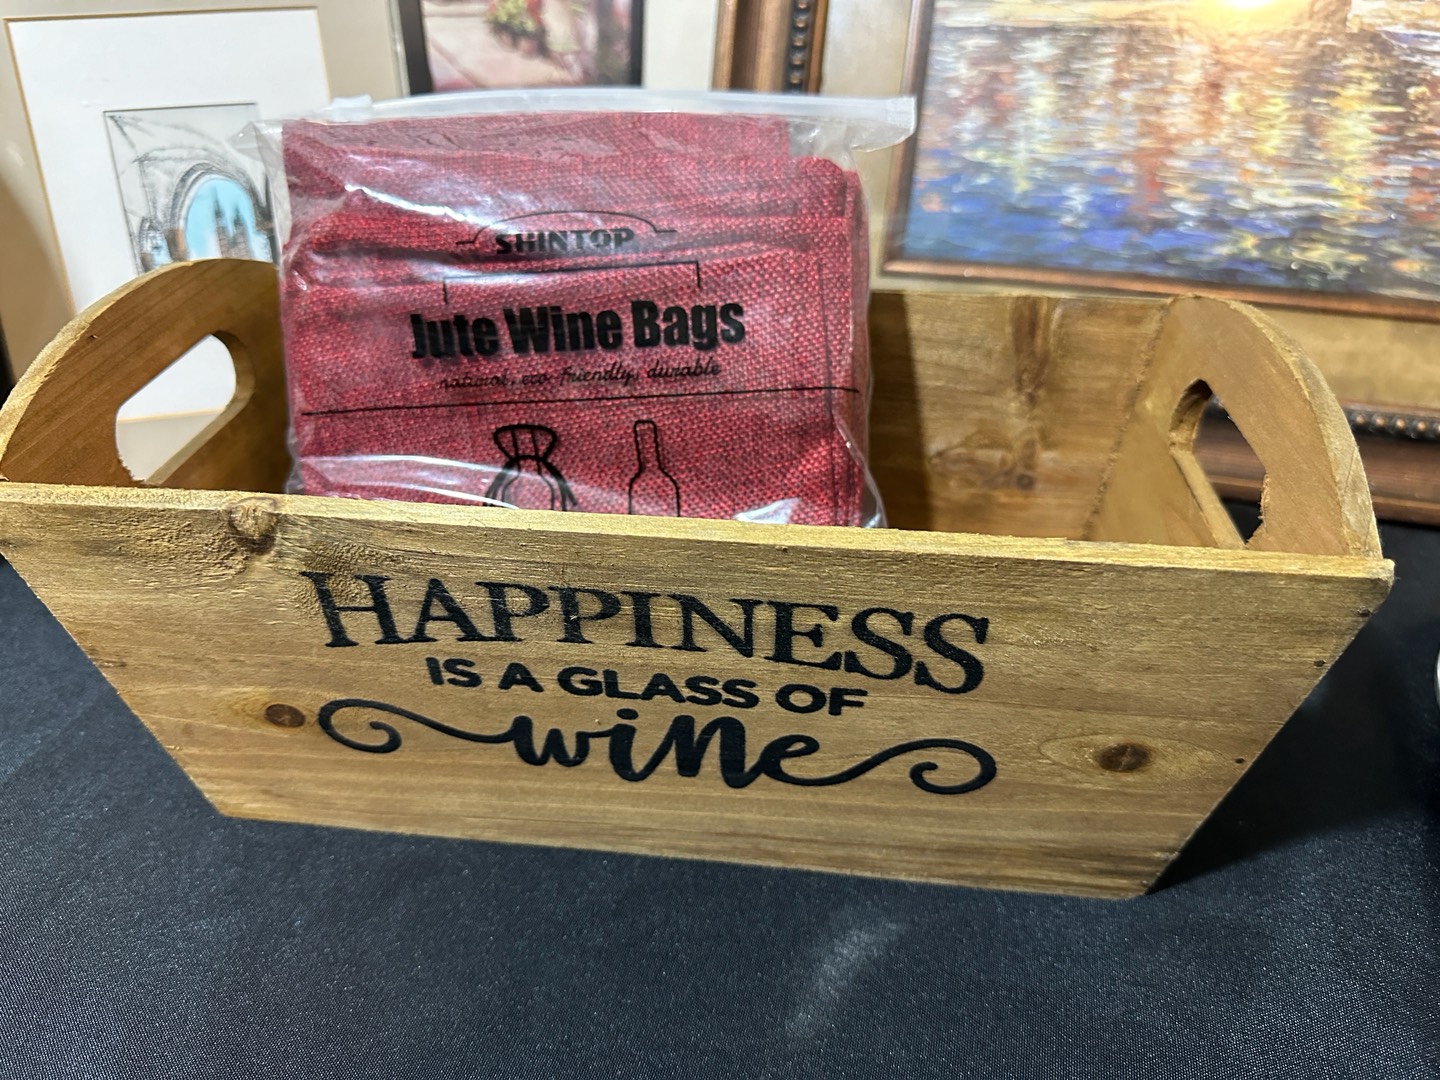 SHINTOP
Jute Wine Bags
natural, eco-friendly, durable
HAPPINESS
IS A GLASS OF
wine